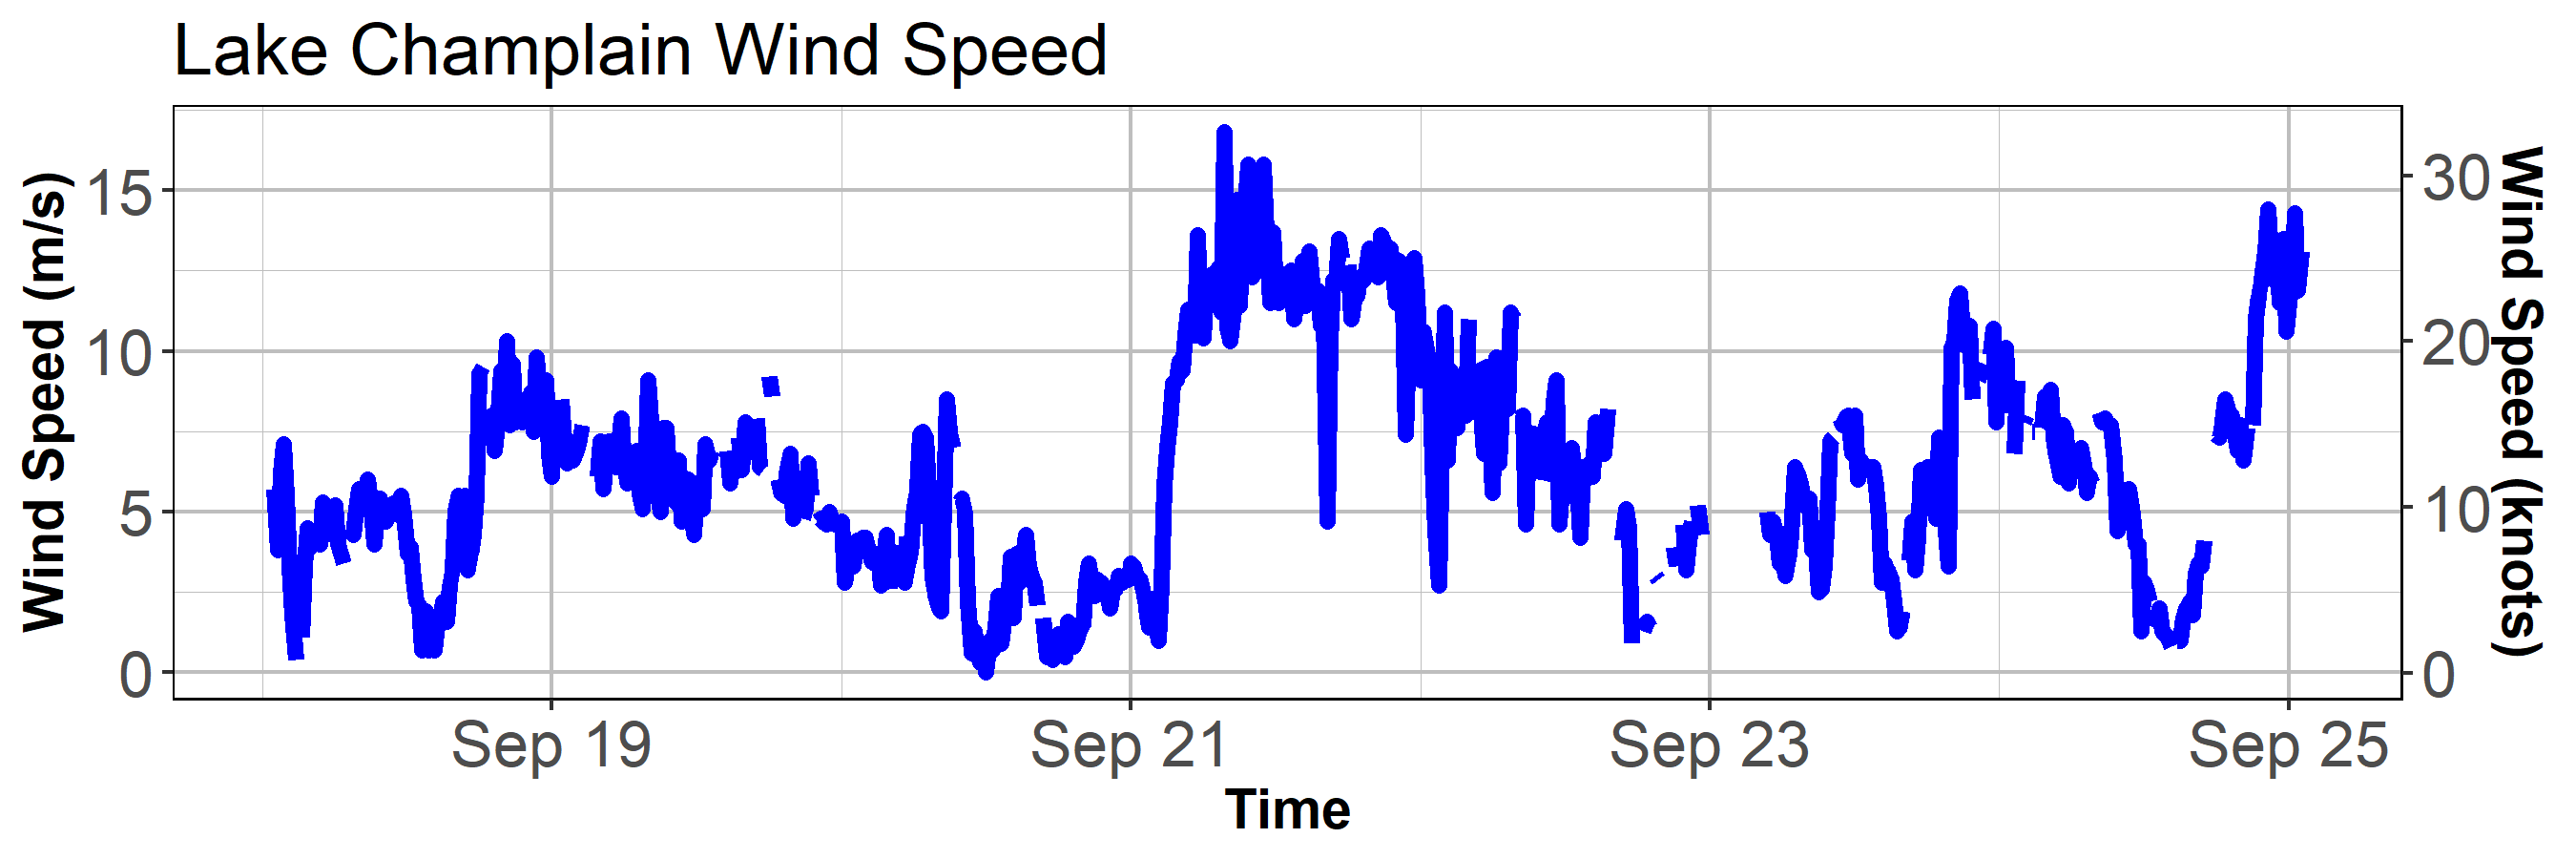 Lake Champlain Wind Speed
Wind Speed (m/s)
15
10
5
0
30
20
10
0
Wind Speed (knots)
Sep 19
Sep 21
Sep 23
Sep 25
Time